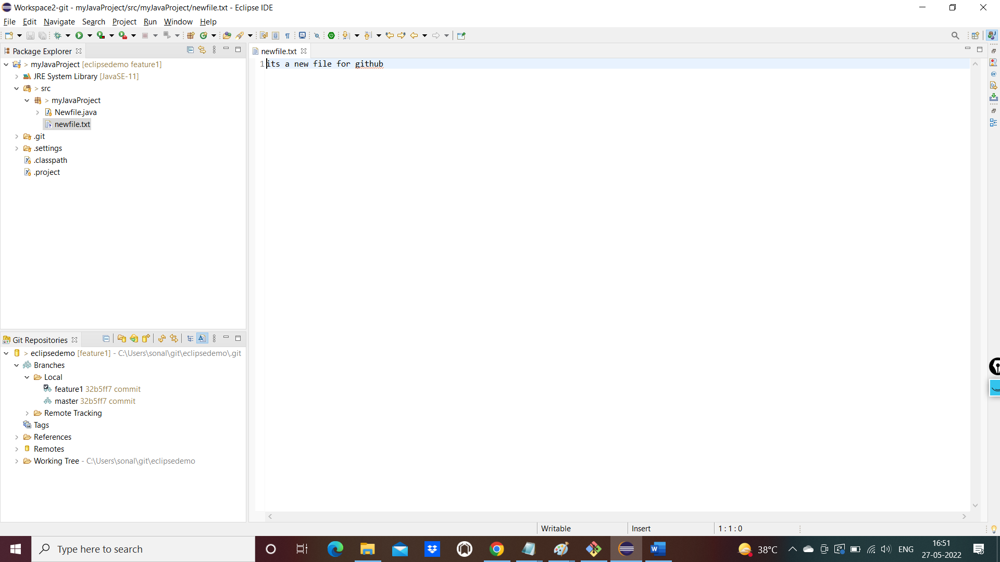 Workspace2-git - myJavaProject/src/myJavaProject/newfile.txt - Eclipse IDE
File Edit Navigate Search Project Run Window Help
Package Explorer
newfile.txt
> myJavaProject [eclipsedemo feature1]
JRE System Library [JavaSE-11]
> src
> myJavaProject
Newfile.java
newfile.txt
.git
.settings
.classpath
.project
1 its a new file for github
Git Repositories
> eclipsedemo [feature1] - C:\Users\sonal\git\eclipsedemo\.git
Branches
Local
feature1 32b5ff7 commit
master 32b5ff7 commit
Remote Tracking
Tags
References
Remotes
Working Tree - C:\Users\sonal\git\eclipsedemo
Writable Insert 1 : 1 : 0
Type here to search
38°C ENG
16:51
27-05-2022